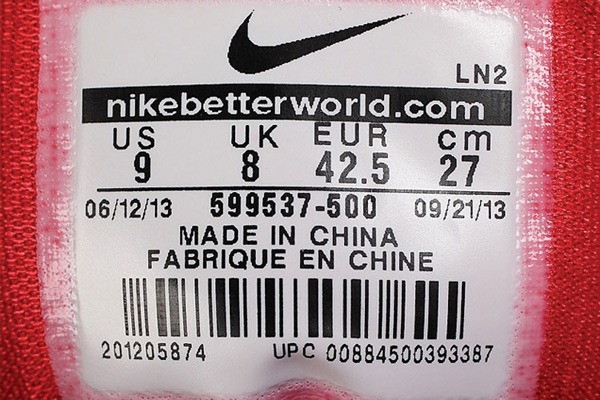 LN2
nikebetterworld.com
US UK EUR cm
9 8 42.5 27
06/12/13 599537-500 09/21/13
MADE IN CHINA
FABRIQUE EN CHINE
201205874 UPC 00884500393387